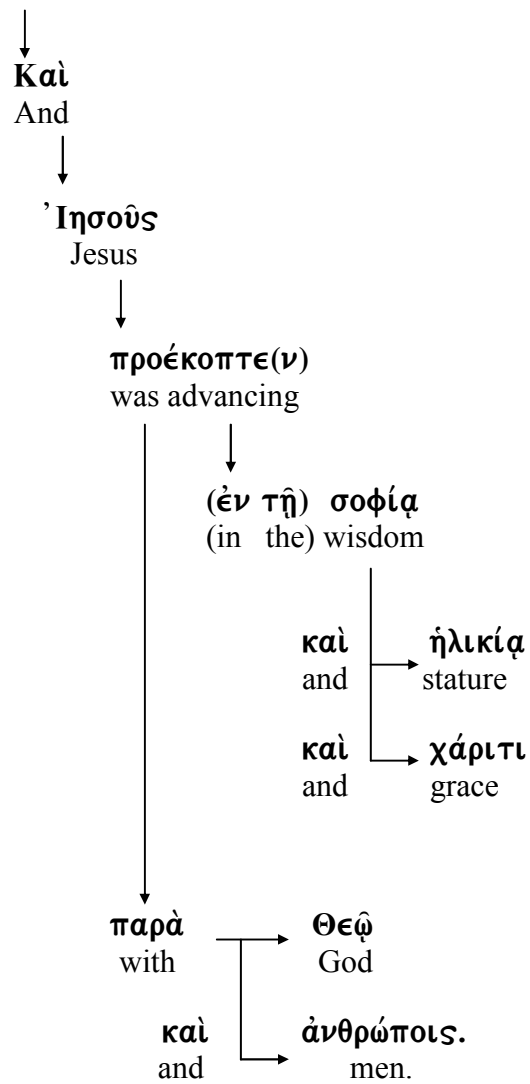 Καὶ
And
Ἰησοῦς
Jesus
προέκοπτε(ν)
was advancing
(ἐν τῇ) σοφίᾳ
(in the) wisdom
καὶ ἡλικίᾳ
and stature
καὶ χάριτι
and grace
παρὰ Θεῷ
with God
καὶ ἀνθρώποις.
and men.